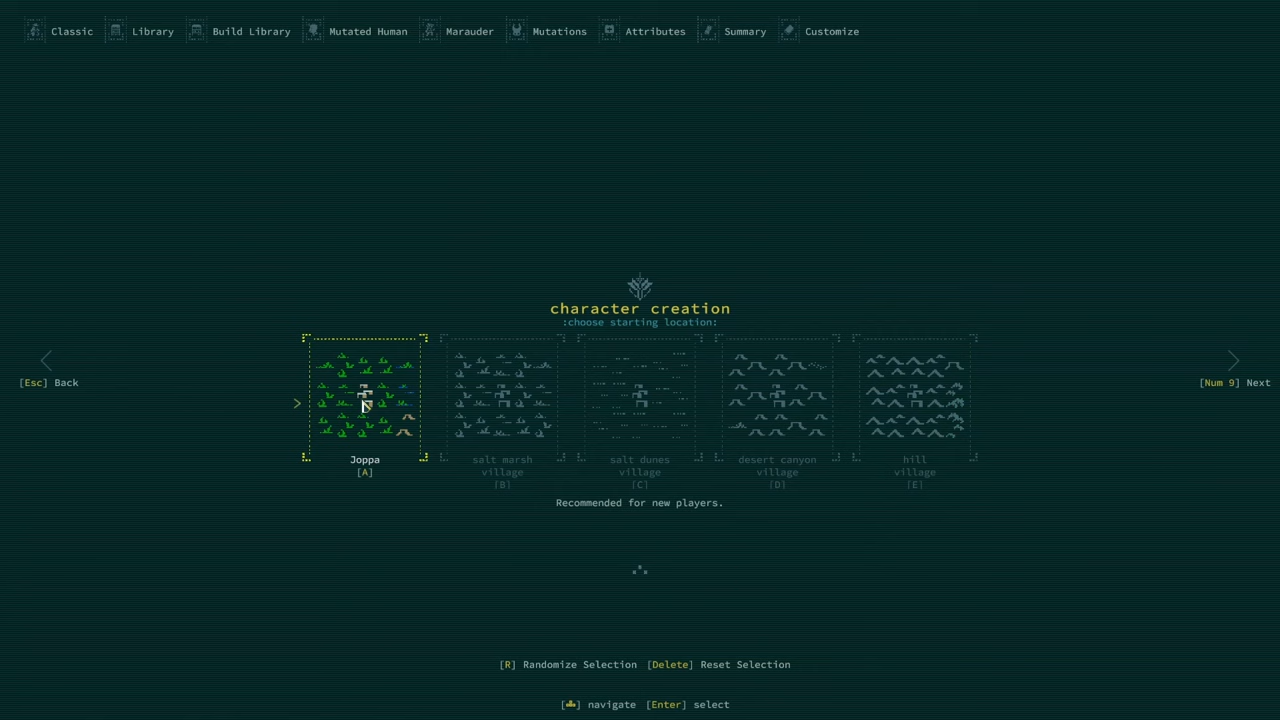 Classic Library Build Library Mutated Human Marauder Mutations Attributes Summary Customize
character creation
:choose starting location:
[Esc] Back
[Num 9] Next
Joppa
[A]
salt marsh
village
[B]
salt dunes
village
[C]
desert canyon
village
[D]
hill
village
[E]
Recommended for new players.
[R] Randomize Selection [Delete] Reset Selection
navigate [Enter] select